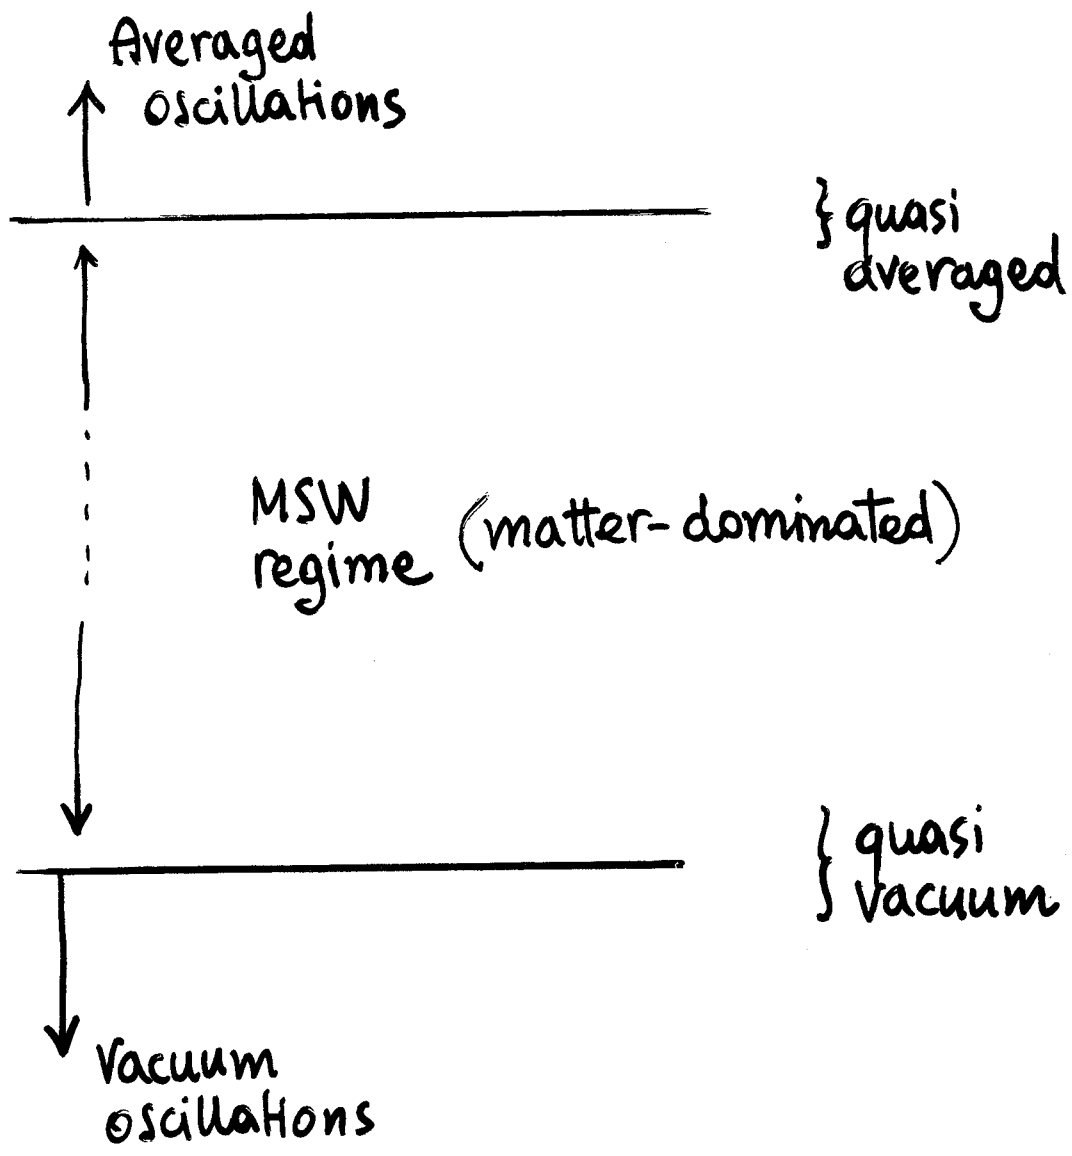 Averaged
oscillations
} quasi
averaged
MSW
regime
(matter-dominated)
} quasi
vacuum
Vacuum
oscillations